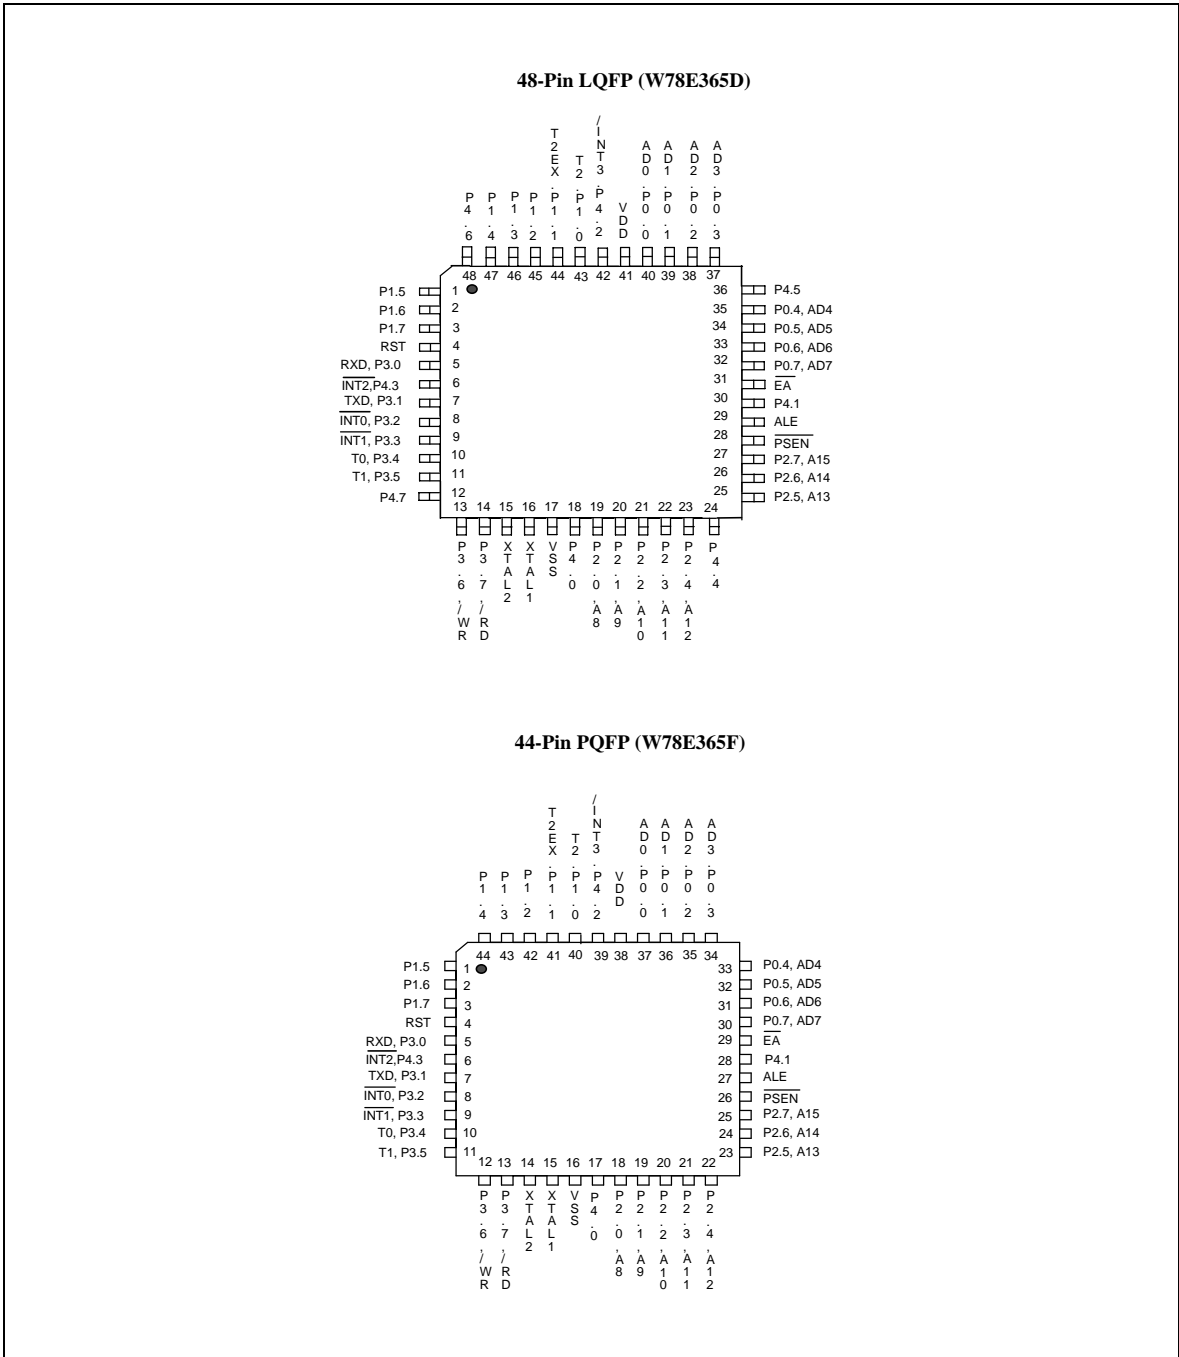 48-Pin LQFP (W78E365D)
P4.6
P1.4
P1.3
P1.2
T2EX.P1.1
T2.P1.0
/INT3.P4.2
VDD
AD0.P0.0
AD1.P0.1
AD2.P0.2
AD3.P0.3
48 47 46 45 44 43 42 41 40 39 38 37
P1.5 1
P1.6 2
P1.7 3
RST 4
RXD, P3.0 5
INT2,P4.3 6
TXD, P3.1 7
INT0, P3.2 8
INT1, P3.3 9
T0, P3.4 10
T1, P3.5 11
P4.7 12
36 P4.5
35 P0.4, AD4
34 P0.5, AD5
33 P0.6, AD6
32 P0.7, AD7
31 EA
30 P4.1
29 ALE
28 PSEN
27 P2.7, A15
26 P2.6, A14
25 P2.5, A13
13 14 15 16 17 18 19 20 21 22 23 24
P3.6,/WR
P3.7,/RD
XTAL2
XTAL1
VSS
P4.0
P2.0,A8
P2.1,A9
P2.2,A10
P2.3,A11
P2.4,A12
P4.4
44-Pin PQFP (W78E365F)
P1.4
P1.3
P1.2
T2EX.P1.1
T2.P1.0
/INT3.P4.2
VDD
AD0.P0.0
AD1.P0.1
AD2.P0.2
AD3.P0.3
44 43 42 41 40 39 38 37 36 35 34
P1.5 1
P1.6 2
P1.7 3
RST 4
RXD, P3.0 5
INT2,P4.3 6
TXD, P3.1 7
INT0, P3.2 8
INT1, P3.3 9
T0, P3.4 10
T1, P3.5 11
33 P0.4, AD4
32 P0.5, AD5
31 P0.6, AD6
30 P0.7, AD7
29 EA
28 P4.1
27 ALE
26 PSEN
25 P2.7, A15
24 P2.6, A14
23 P2.5, A13
12 13 14 15 16 17 18 19 20 21 22
P3.6,/WR
P3.7,/RD
XTAL2
XTAL1
VSS
P4.0
P2.0,A8
P2.1,A9
P2.2,A10
P2.3,A11
P2.4,A12